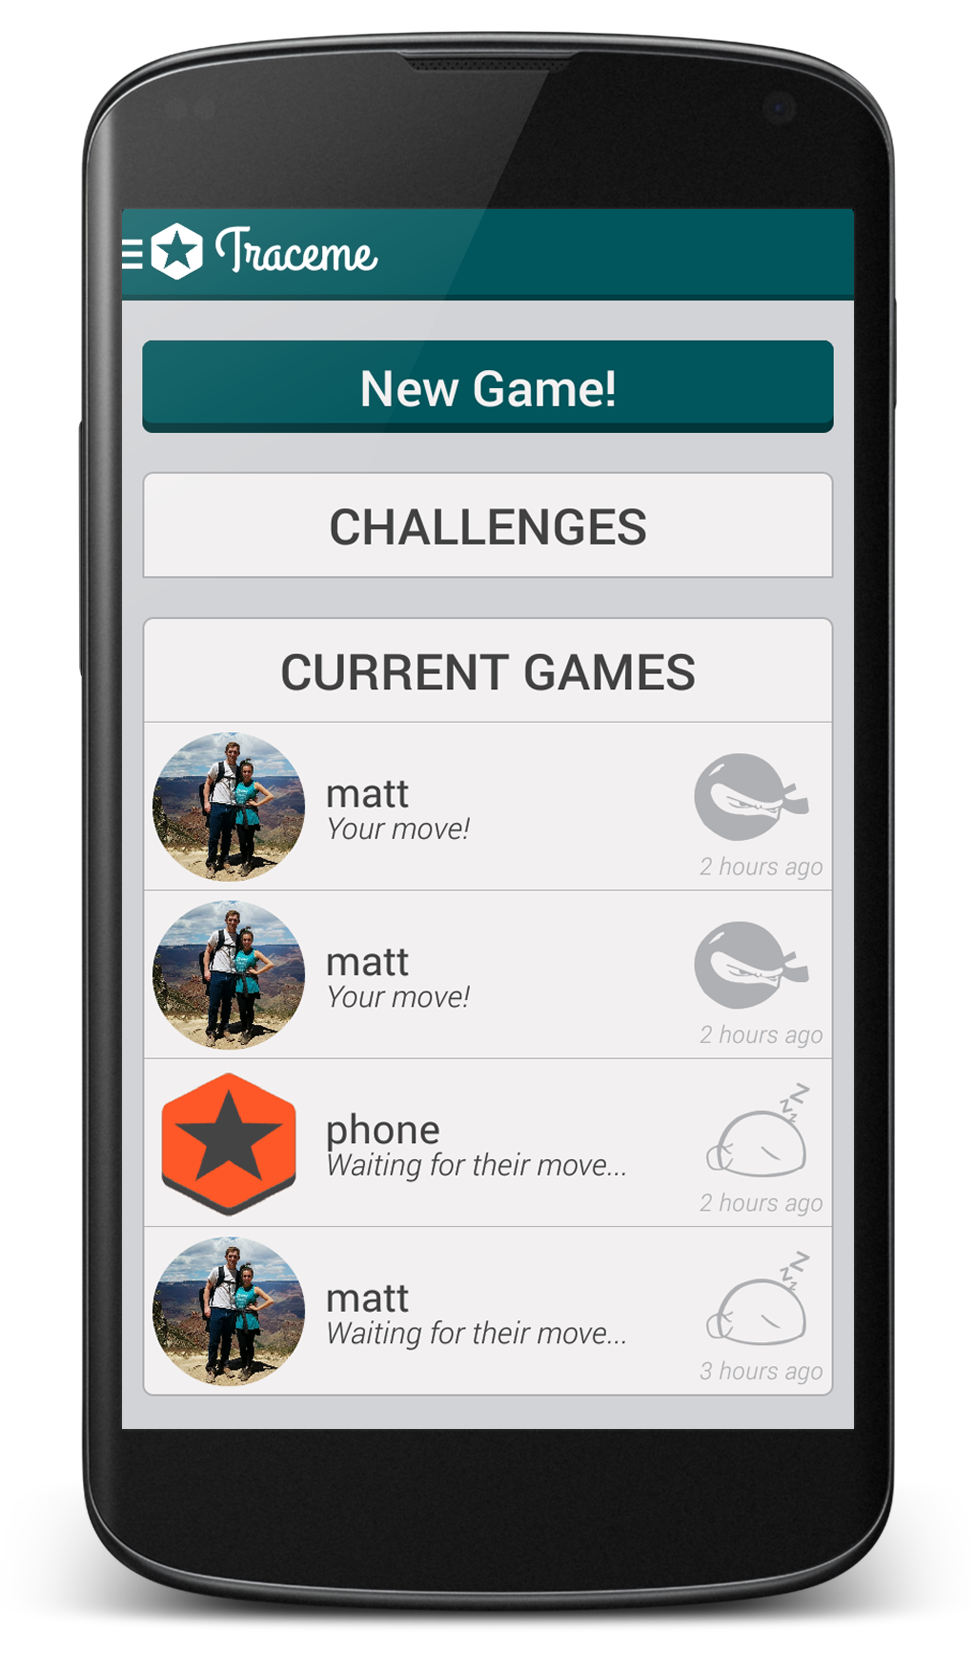 Traceme
New Game!
CHALLENGES
CURRENT GAMES
matt
Your move!
2 hours ago
matt
Your move!
2 hours ago
phone
Waiting for their move...
2 hours ago
matt
Waiting for their move...
3 hours ago